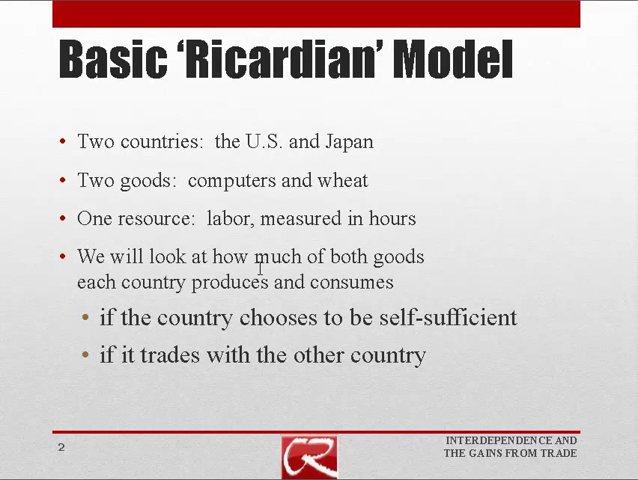 Basic ‘Ricardian’ Model
• Two countries: the U.S. and Japan
• Two goods: computers and wheat
• One resource: labor, measured in hours
• We will look at how much of both goods
each country produces and consumes
• if the country chooses to be self-sufficient
• if it trades with the other country
2
INTERDEPENDENCE AND
THE GAINS FROM TRADE